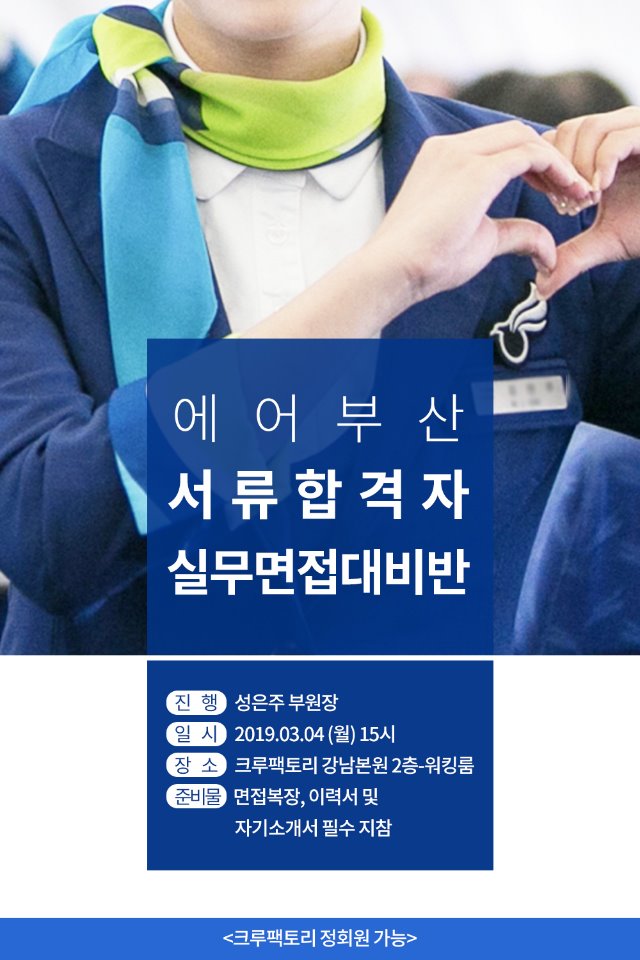 에어부산
서류합격자
실무면접대비반
진 행 성은주 부원장
일 시 2019.03.04 (월) 15시
장 소 크루팩토리 강남본원 2층-워킹룸
준비물 면접복장, 이력서 및
자기소개서 필수 지참
<크루팩토리 정회원 가능>